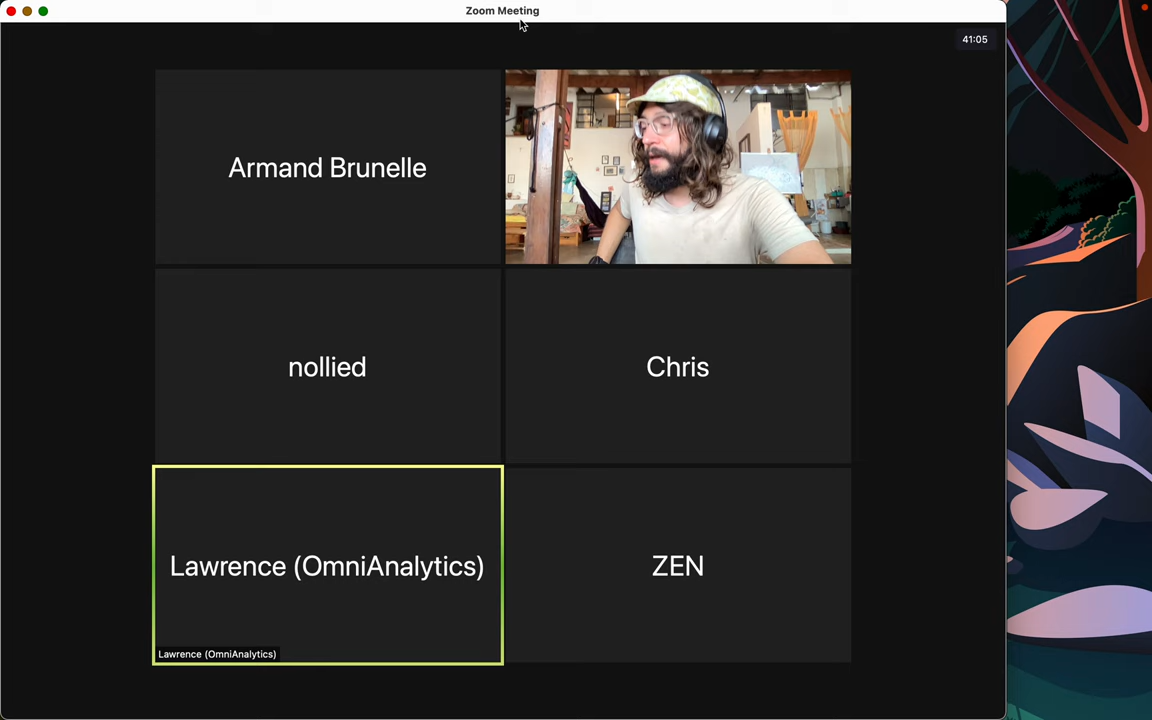 Zoom Meeting
41:05
Armand Brunelle
nollied
Chris
Lawrence (OmniAnalytics)
Lawrence (OmniAnalytics)
ZEN